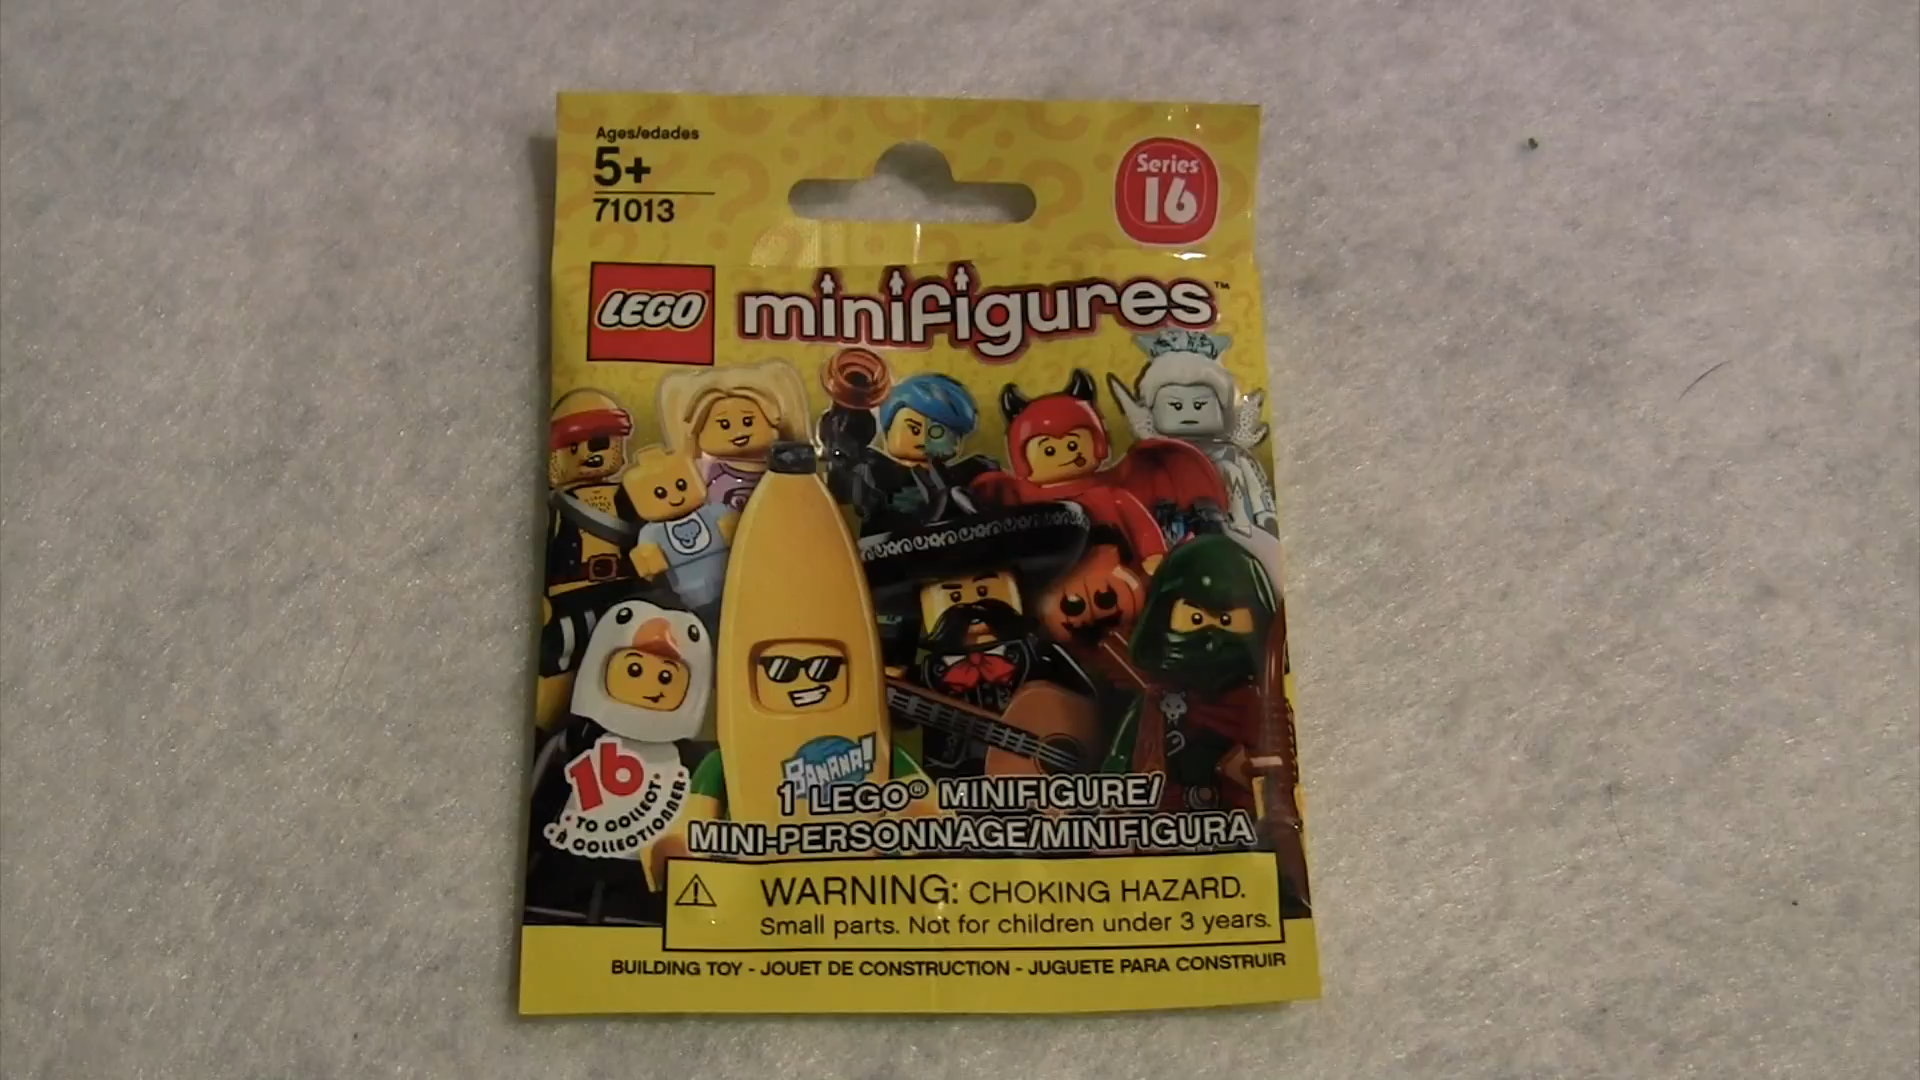 Ages/edades
5+
71013
Series
16
LEGO
minifigures™
BANANA!
16
• TO COLLECT •
À COLLECTIONNER •
1 LEGO® MINIFIGURE/
MINI-PERSONNAGE/MINIFIGURA
WARNING: CHOKING HAZARD.
Small parts. Not for children under 3 years.
BUILDING TOY - JOUET DE CONSTRUCTION - JUGUETE PARA CONSTRUIR